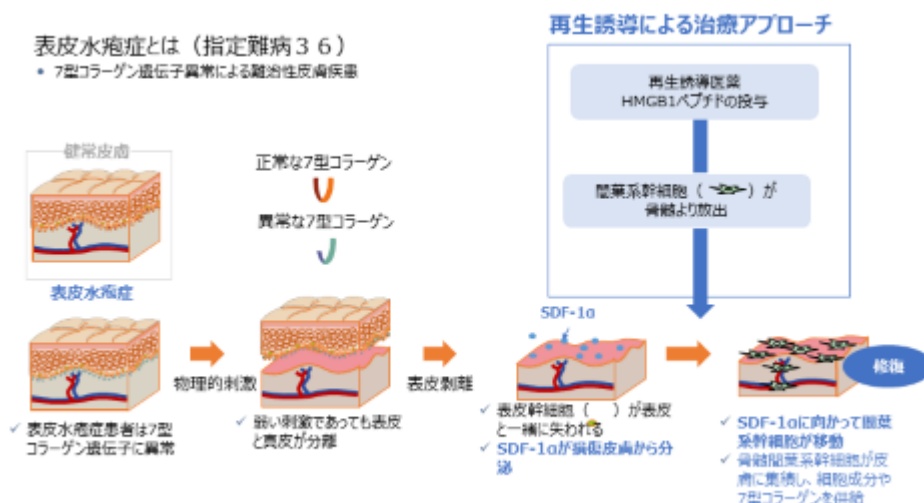 表皮水疱症とは（指定難病３６）
• 7型コラーゲン遺伝子異常による難治性皮膚疾患
再生誘導による治療アプローチ
再生誘導医薬
HMGB1ペプチドの投与
間葉系幹細胞（ ）が
骨髄より放出
健常皮膚
正常な7型コラーゲン
異常な7型コラーゲン
表皮水疱症
物理的刺激
表皮剥離
SDF-1α
修復
✓ 表皮水疱症患者は7型
コラーゲン遺伝子に異常
✓ 弱い刺激であっても表皮
と真皮が分離
✓ 表皮幹細胞（ ）が表皮
と一緒に失われる
✓ SDF-1αが損傷皮膚から分
泌
✓ SDF-1αに向かって間葉
系幹細胞が移動
✓ 骨髄間葉系幹細胞が皮
膚に集積し、細胞成分や
7型コラーゲンを供給